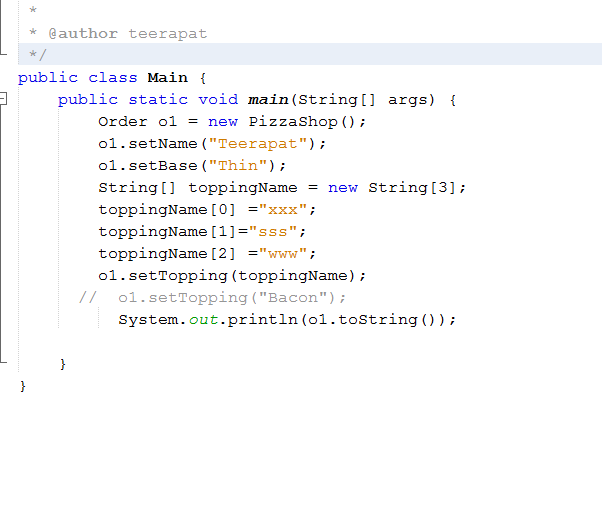 *
* @author teerapat
*/
public class Main {
public static void main(String[] args) {
Order o1 = new PizzaShop();
o1.setName("Teerapat");
o1.setBase("Thin");
String[] toppingName = new String[3];
toppingName[0] ="xxx";
toppingName[1]="sss";
toppingName[2] ="www";
o1.setTopping(toppingName);
//  o1.setTopping("Bacon");
System.out.println(o1.toString());
}
}